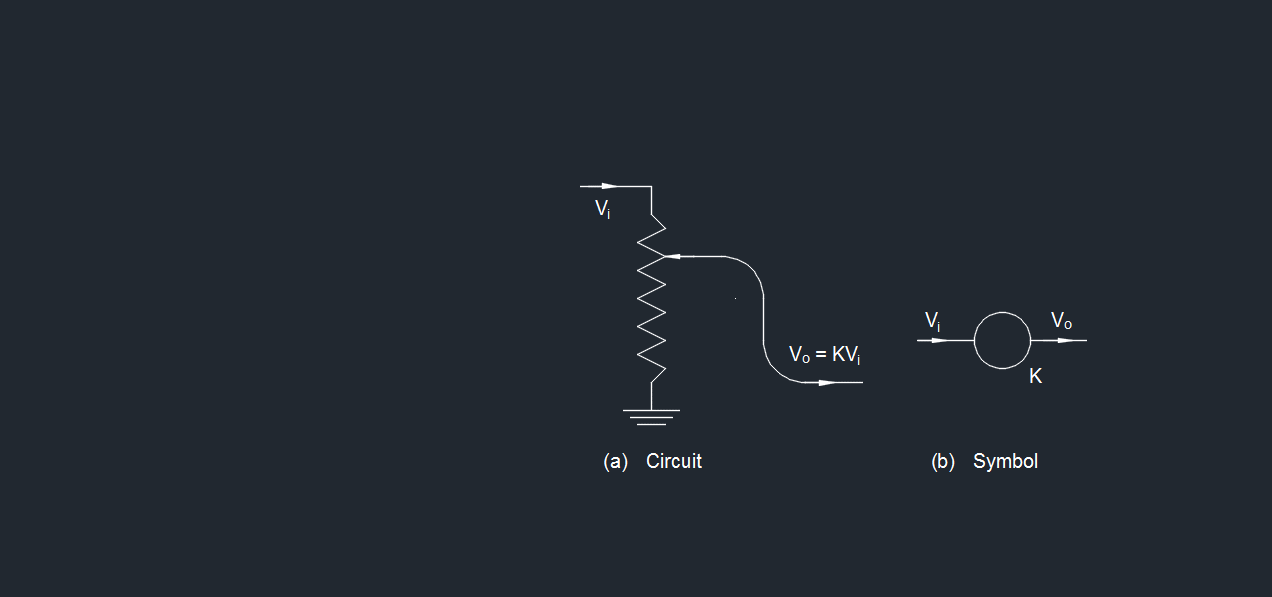 Vᵢ
Vₒ = KVᵢ
(a) Circuit
Vᵢ
Vₒ
K
(b) Symbol